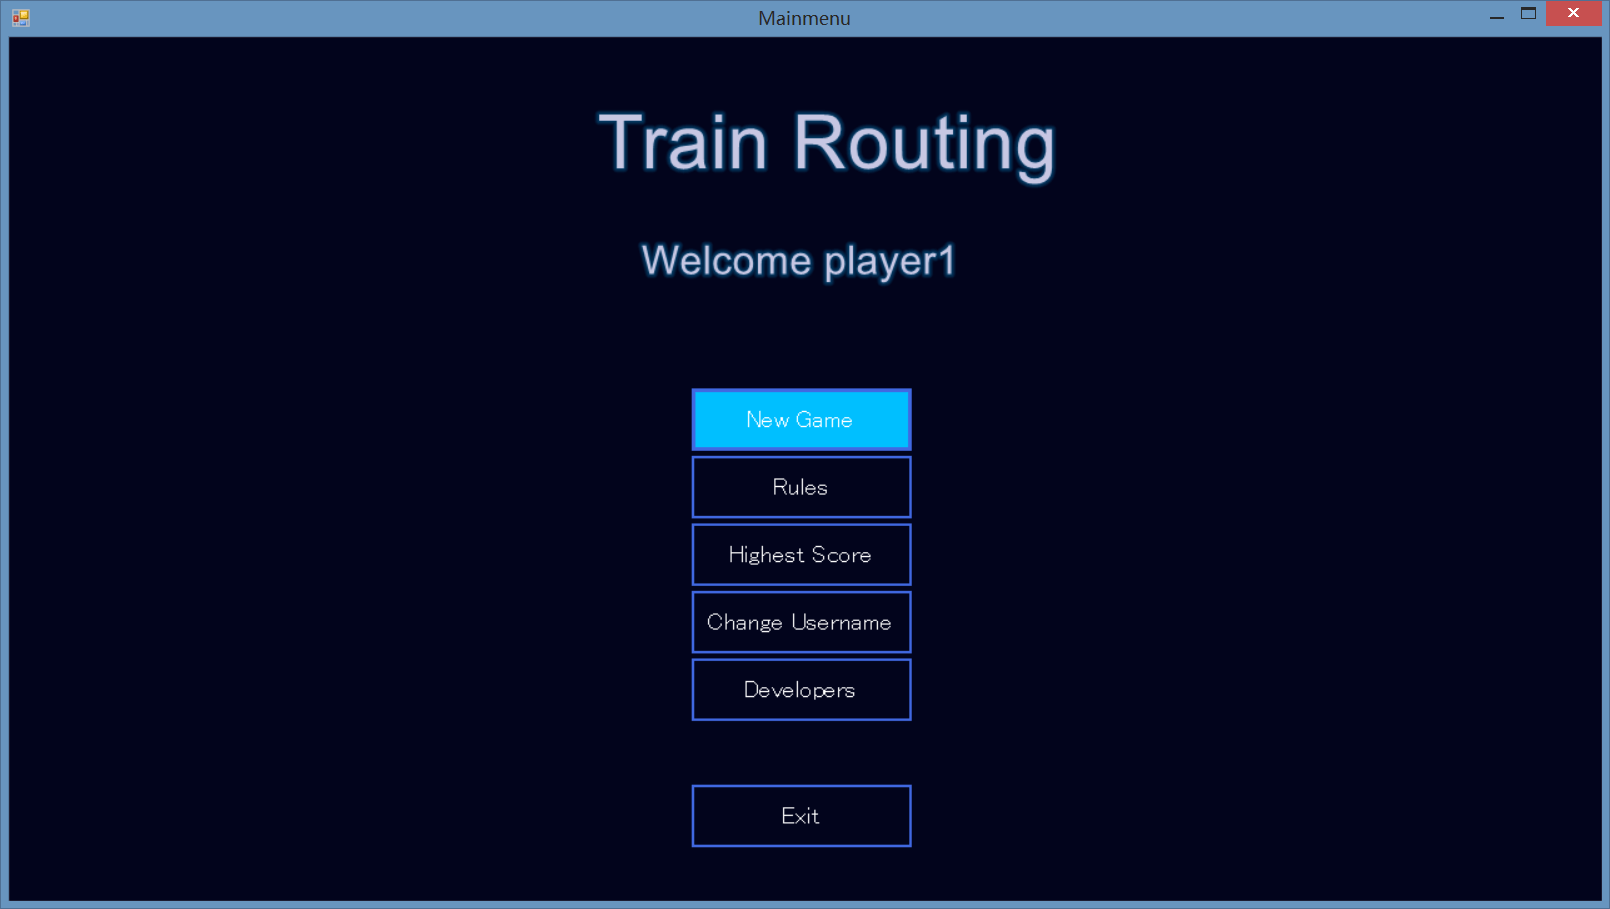 Mainmenu
Train Routing
Welcome player1
New Game
Rules
Highest Score
Change Username
Developers
Exit